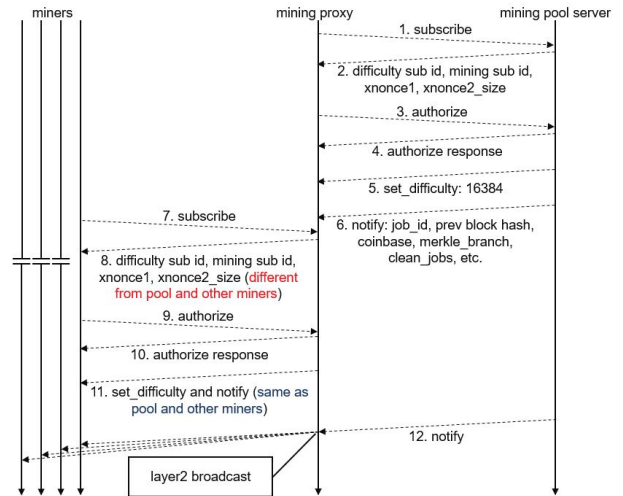 miners
mining proxy
mining pool server
1. subscribe
2. difficulty sub id, mining sub id,
xnonce1, xnonce2_size
3. authorize
4. authorize response
5. set_difficulty: 16384
6. notify: job_id, prev block hash,
coinbase, merkle_branch,
clean_jobs, etc.
7. subscribe
8. difficulty sub id, mining sub id,
xnonce1, xnonce2_size (different
from pool and other miners)
9. authorize
10. authorize response
11. set_difficulty and notify (same as
pool and other miners)
12. notify
layer2 broadcast